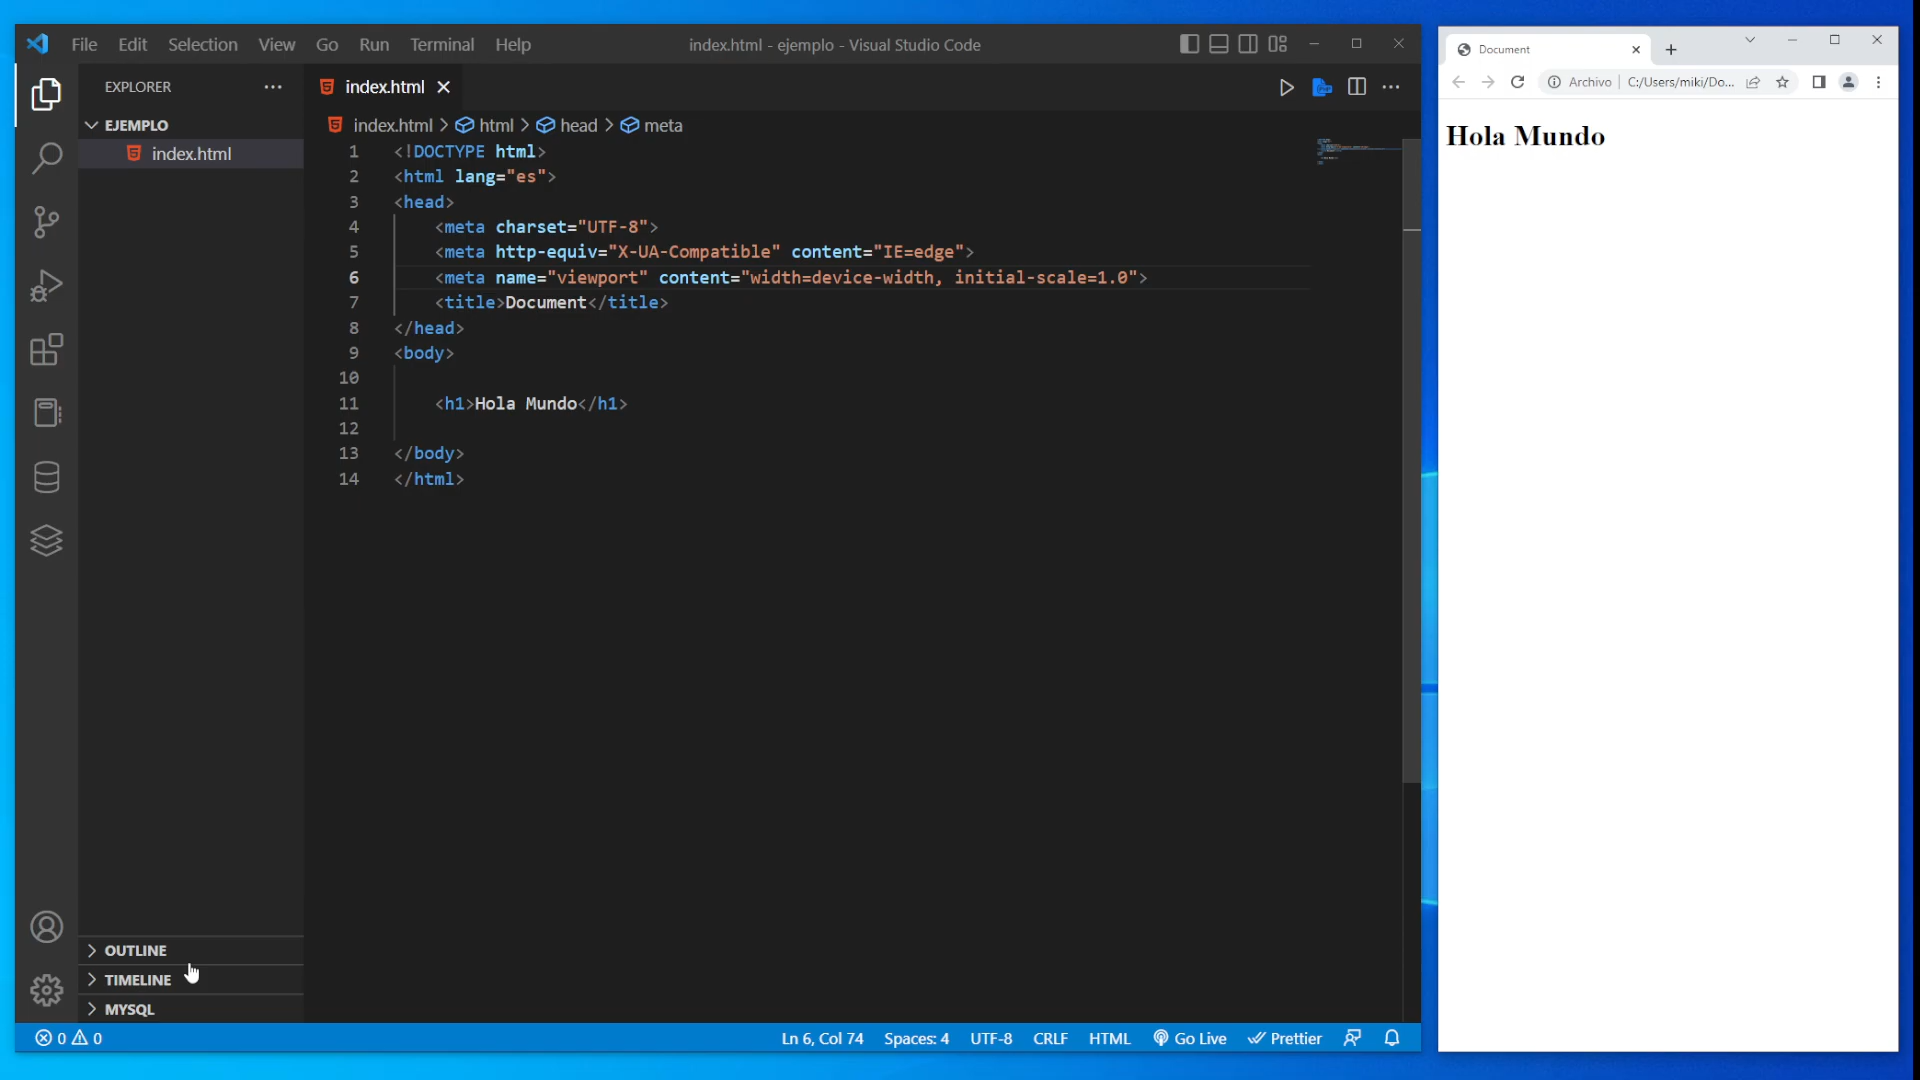 File Edit Selection View Go Run Terminal Help
index.html - ejemplo - Visual Studio Code
EXPLORER
EJEMPLO
index.html
OUTLINE
TIMELINE
MYSQL
index.html
index.html > html > head > meta
1 <!DOCTYPE html>
2 <html lang="es">
3 <head>
4 <meta charset="UTF-8">
5 <meta http-equiv="X-UA-Compatible" content="IE=edge">
6 <meta name="viewport" content="width=device-width, initial-scale=1.0">
7 <title>Document</title>
8 </head>
9 <body>
10
11 <h1>Hola Mundo</h1>
12
13 </body>
14 </html>
0 0
Ln 6, Col 74 Spaces: 4 UTF-8 CRLF HTML Go Live Prettier
Document
Archivo | C:/Users/miki/Do...
Hola Mundo